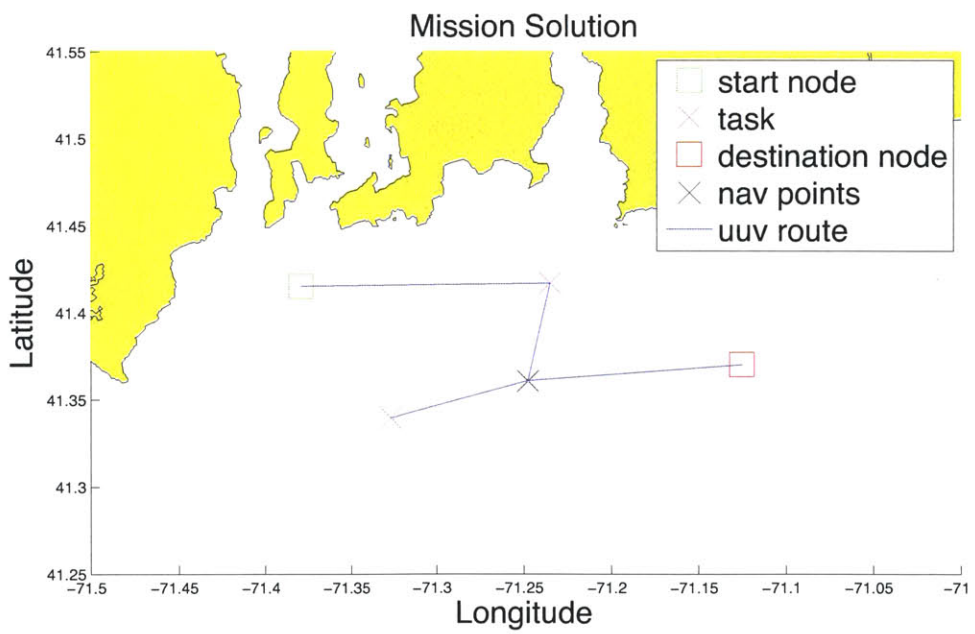 Mission Solution
41.55
41.5
41.45
41.4
41.35
41.3
41.25
Latitude
start node
task
destination node
nav points
uuv route
-71.5 -71.45 -71.4 -71.35 -71.3 -71.25 -71.2 -71.15 -71.1 -71.05 -71
Longitude